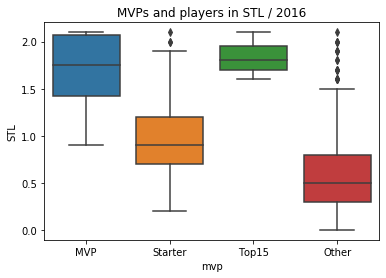 MVPs and players in STL / 2016
STL
2.0
1.5
1.0
0.5
0.0
MVP
Starter
Top15
Other
mvp